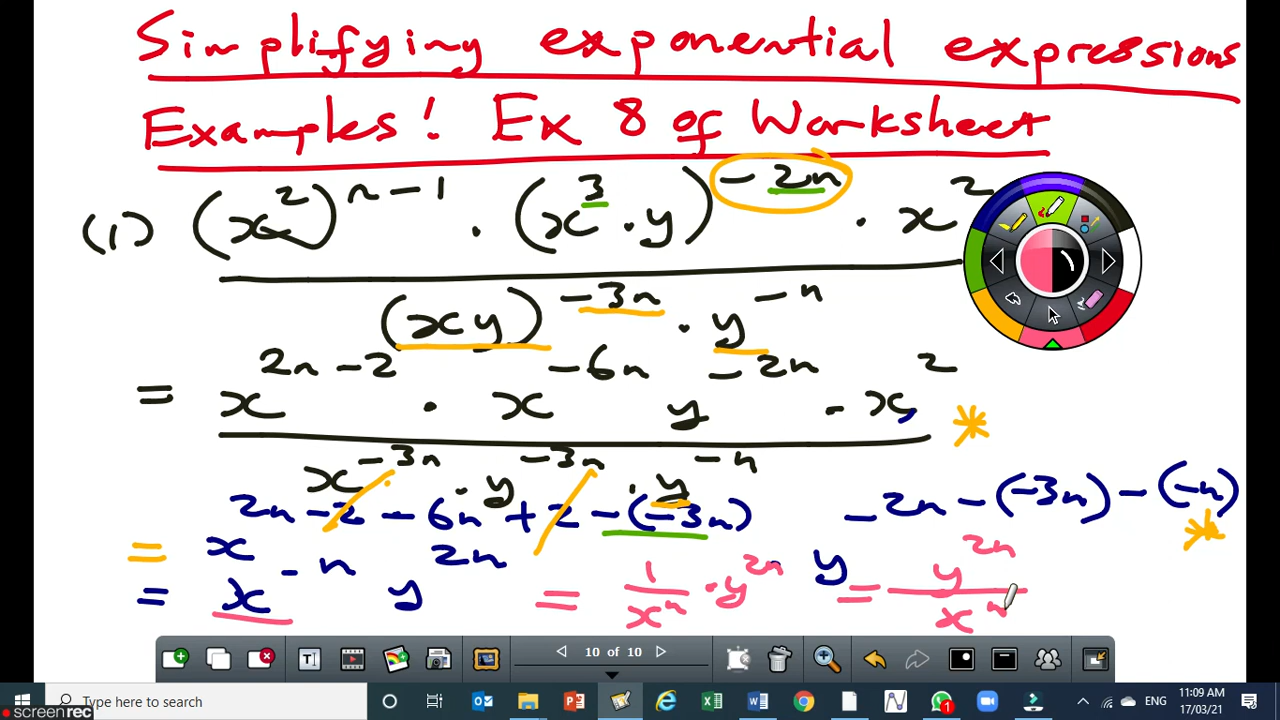 Simplifying exponential expressions
Examples! Ex 8 of Worksheet
(1) (x²)ⁿ⁻¹ · (x³ · y)⁻²ⁿ · x²
(xy)⁻³ⁿ · y⁻ⁿ
= x²ⁿ⁻² · x⁻⁶ⁿ y⁻²ⁿ · x²
x⁻³ⁿ · y⁻³ⁿ · y⁻ⁿ
= x^(2n - 2 - 6n + 2 - (-3n)) y^(-2n - (-3n) - (-n))
= x⁻ⁿ y²ⁿ = 1/xⁿ · y²ⁿ = y²ⁿ/xⁿ
10 of 10
Type here to search
ENG
11:09 AM
17/03/21
1
screenrec